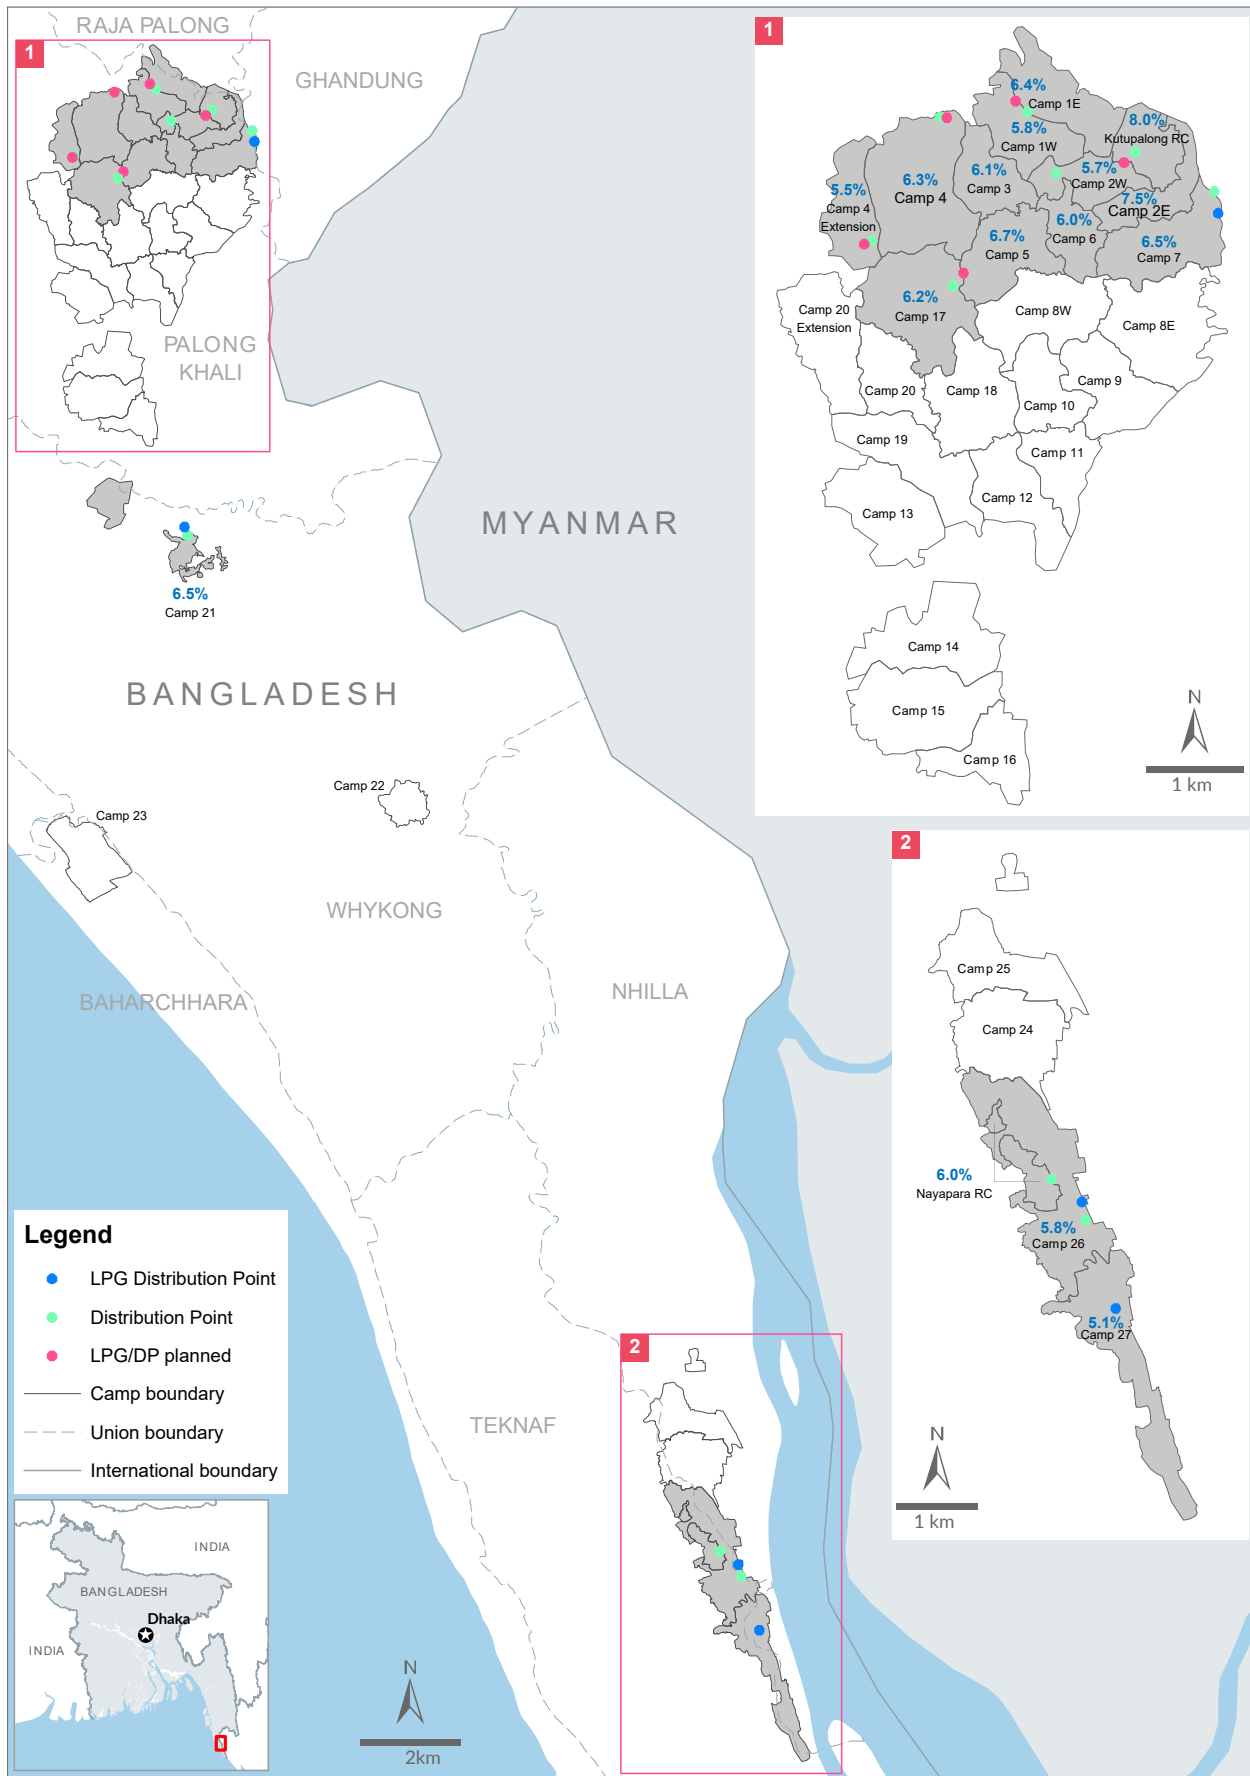 RAJA PALONG
1
GHANDUNG
PALONG
KHALI
MYANMAR
6.5%
Camp 21
BANGLADESH
Camp 22
Camp 23
WHYKONG
BAHARCHHARA
NHILLA
TEKNAF
2
1
6.4%
Camp 1E
5.8%
Camp 1W
8.0%
Kutupalong RC
5.7%
Camp 2W
7.5%
Camp 2E
6.1%
Camp 3
6.3%
Camp 4
5.5%
Camp 4
Extension
6.0%
Camp 6
6.7%
Camp 5
6.5%
Camp 7
6.2%
Camp 17
Camp 20
Extension
Camp 8W
Camp 8E
Camp 20
Camp 18
Camp 9
Camp 10
Camp 19
Camp 11
Camp 12
Camp 13
Camp 14
Camp 15
Camp 16
N
1 km
2
Camp 25
Camp 24
6.0%
Nayapara RC
5.8%
Camp 26
5.1%
Camp 27
N
1 km
Legend
LPG Distribution Point
Distribution Point
LPG/DP planned
Camp boundary
Union boundary
International boundary
INDIA
BANGLADESH
Dhaka
INDIA
N
2km